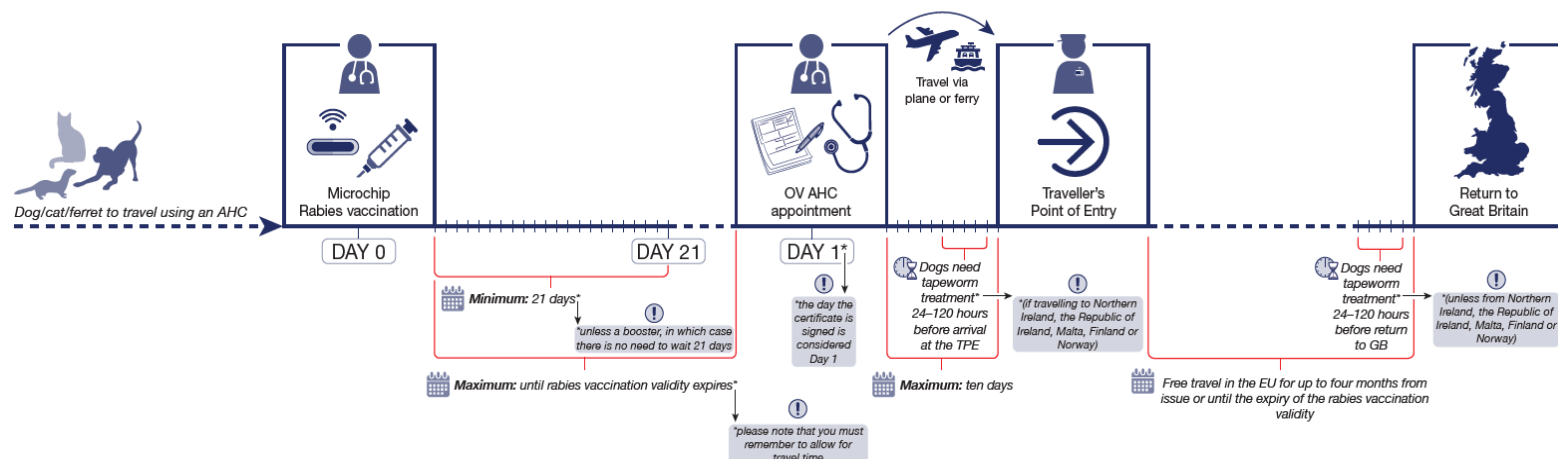 Dog/cat/ferret to travel using an AHC
Microchip
Rabies vaccination
DAY 0
DAY 21
Minimum: 21 days*
*unless a booster, in which case
there is no need to wait 21 days
Maximum: until rabies vaccination validity expires*
*please note that you must
remember to allow for
travel time
OV AHC
appointment
DAY 1*
*the day the
certificate is
signed is
considered
Day 1
Travel via
plane or ferry
Dogs need
tapeworm
treatment*
24–120 hours
before arrival
at the TPE
*(if travelling to Northern
Ireland, the Republic of
Ireland, Malta, Finland or
Norway)
Maximum: ten days
Traveller's
Point of Entry
Dogs need
tapeworm
treatment*
24–120 hours
before return
to GB
*(unless from Northern
Ireland, the Republic of
Ireland, Malta, Finland or
Norway)
Free travel in the EU for up to four months from
issue or until the expiry of the rabies vaccination
validity
Return to
Great Britain